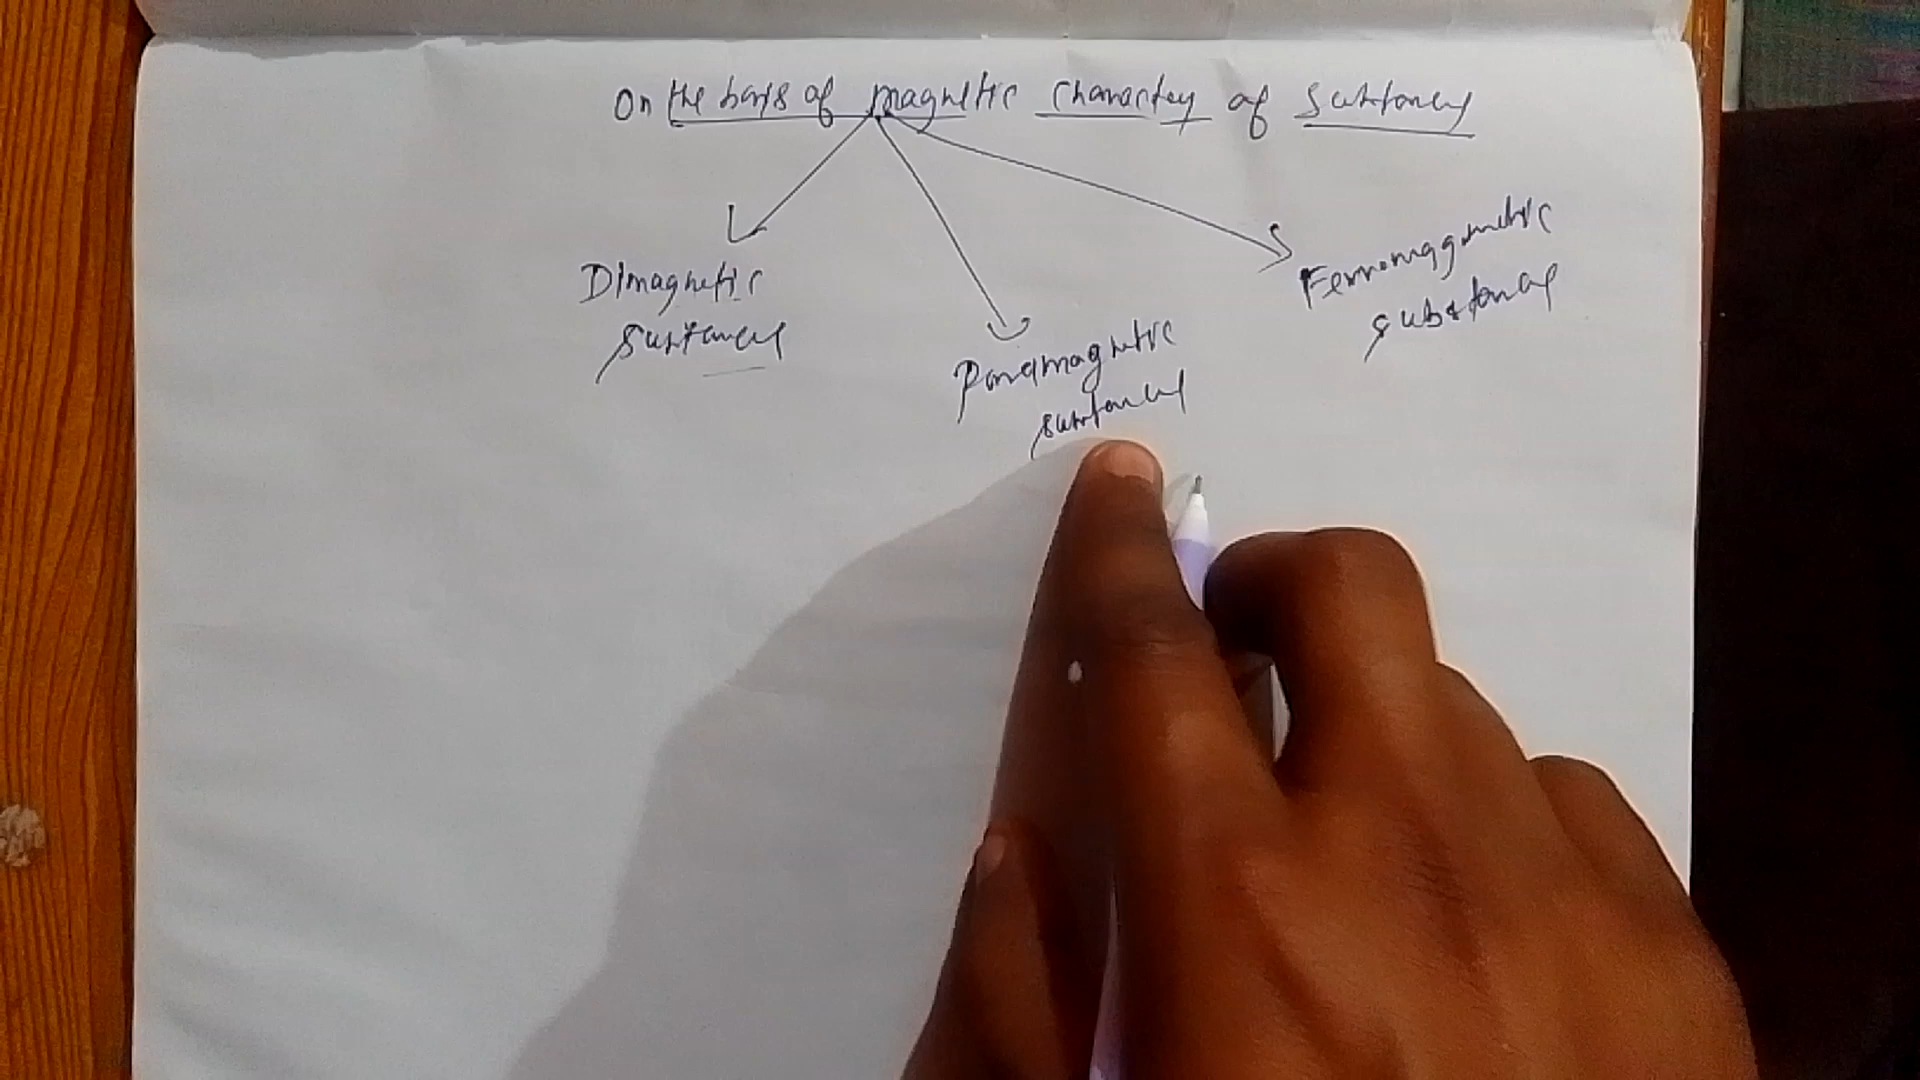 On the basis of magnetic character of substances
Dimagnetic
substances
Paramagnetic
substances
Ferromagnetic
substances